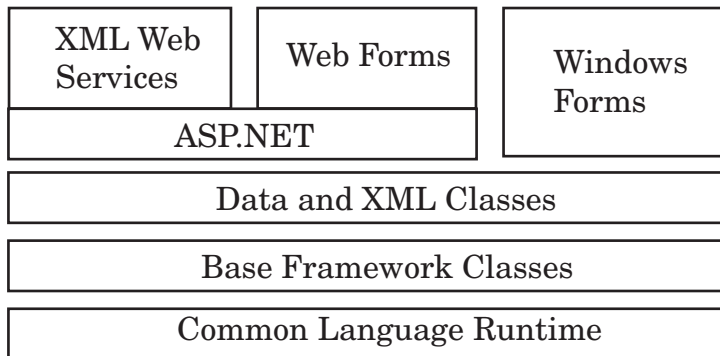 XML Web
Services
Web Forms
Windows
Forms
ASP.NET
Data and XML Classes
Base Framework Classes
Common Language Runtime